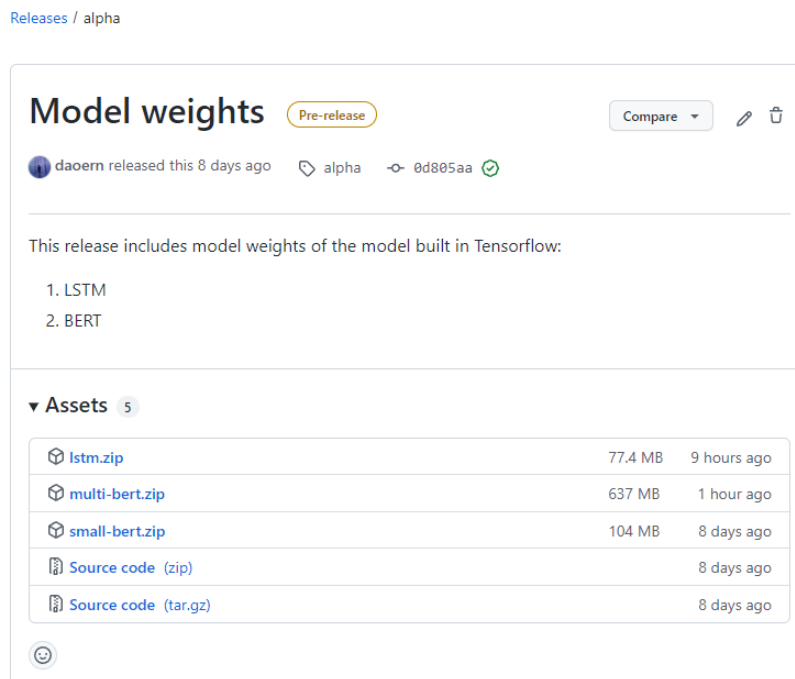 Releases / alpha
Model weights Pre-release Compare
daoern released this 8 days ago alpha 0d805aa
This release includes model weights of the model built in Tensorflow:
1. LSTM
2. BERT
Assets 5
lstm.zip 77.4 MB 9 hours ago
multi-bert.zip 637 MB 1 hour ago
small-bert.zip 104 MB 8 days ago
Source code (zip) 8 days ago
Source code (tar.gz) 8 days ago